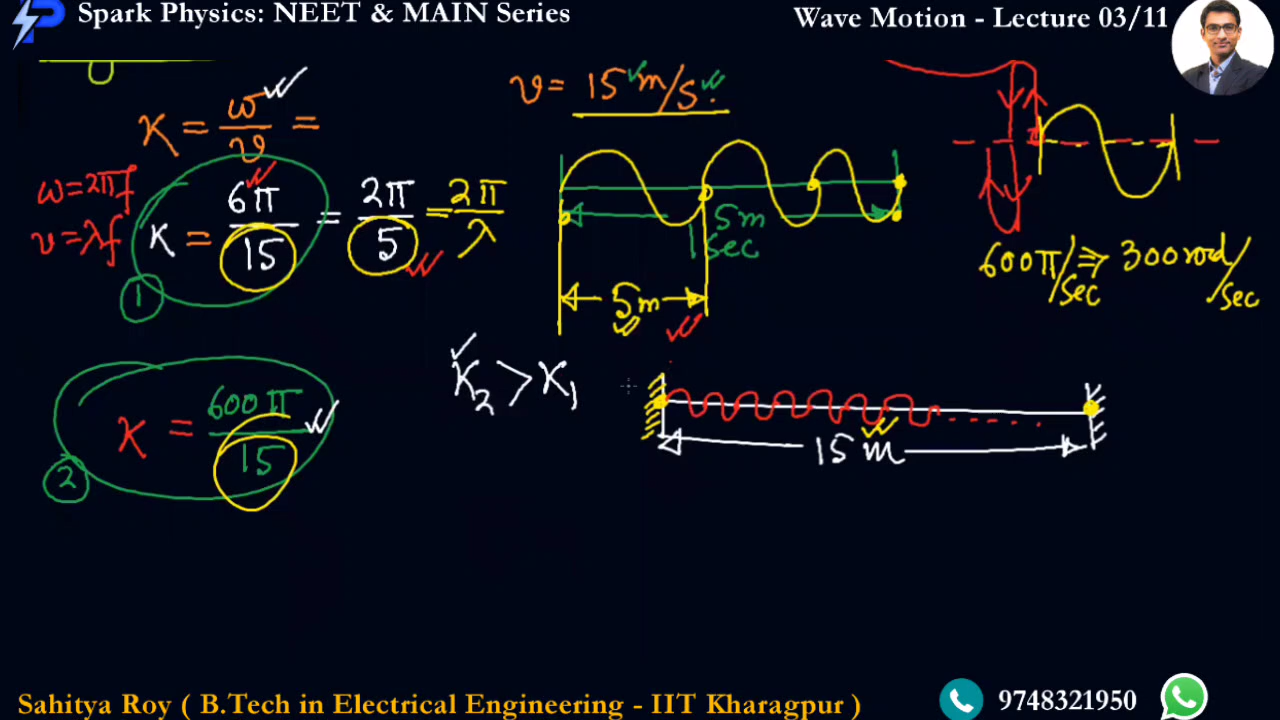 Spark Physics: NEET & MAIN Series
Wave Motion - Lecture 03/11
K = ω/v =
v = 15 m/s.
ω=2πf
v=λf
K = 6π/15 = 2π/5 = 2π/λ
1
5m
1 sec
5m
600π/sec ⇒ 300 rod/sec
K₂ > K₁
K = 600π/15
2
15 m
Sahitya Roy ( B.Tech in Electrical Engineering - IIT Kharagpur )
9748321950